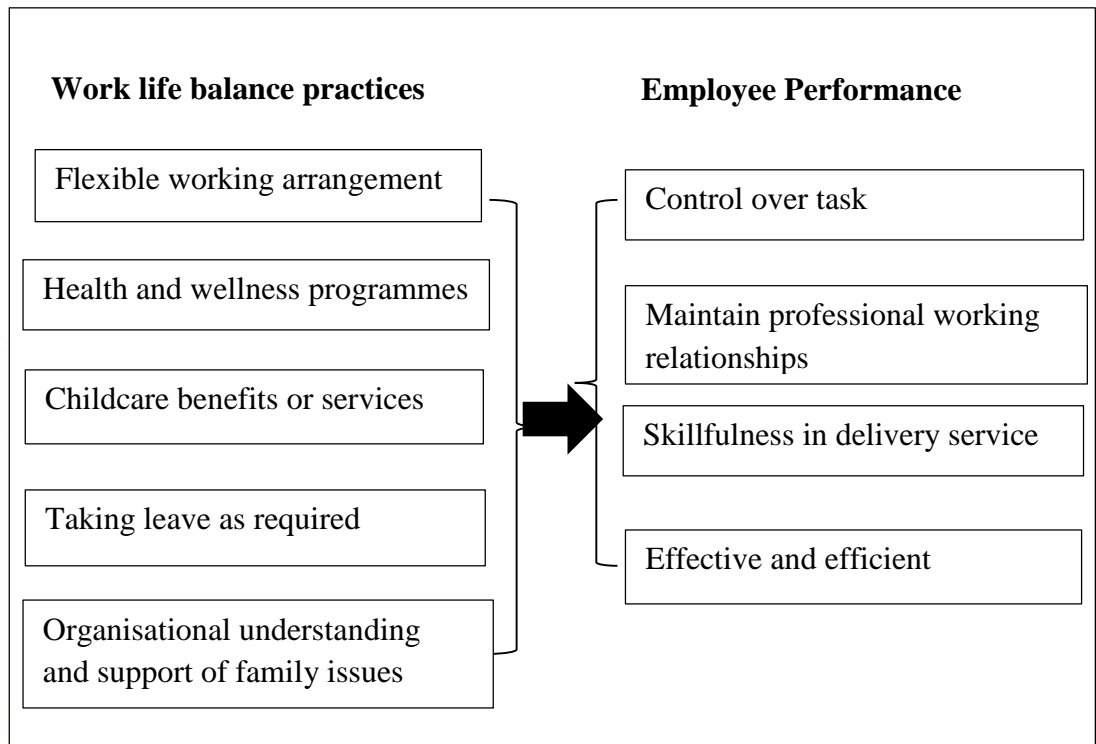 Work life balance practices
Flexible working arrangement
Health and wellness programmes
Childcare benefits or services
Taking leave as required
Organisational understanding
and support of family issues
Employee Performance
Control over task
Maintain professional working
relationships
Skillfulness in delivery service
Effective and efficient